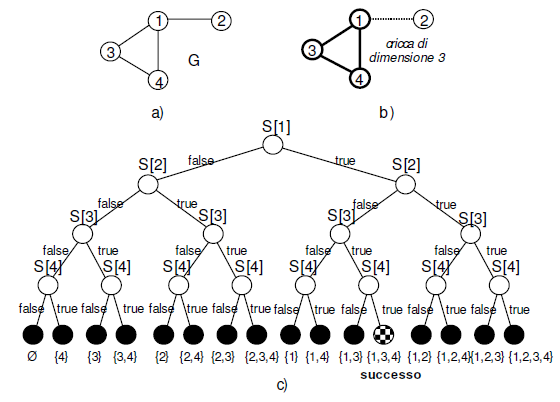 1 2 1 2
3 G 3 cricca di
dimensione 3
4 4
a) b)
S[1]
false true
S[2] S[2]
false true false true
S[3] S[3] S[3] S[3]
false true false true false true false true
S[4] S[4] S[4] S[4] S[4] S[4] S[4] S[4]
false true false true false true false true false true false true false true false true
Ø {4} {3} {3,4} {2} {2,4} {2,3} {2,3,4} {1} {1,4} {1,3} {1,3,4} {1,2} {1,2,4} {1,2,3} {1,2,3,4}
successo
c)